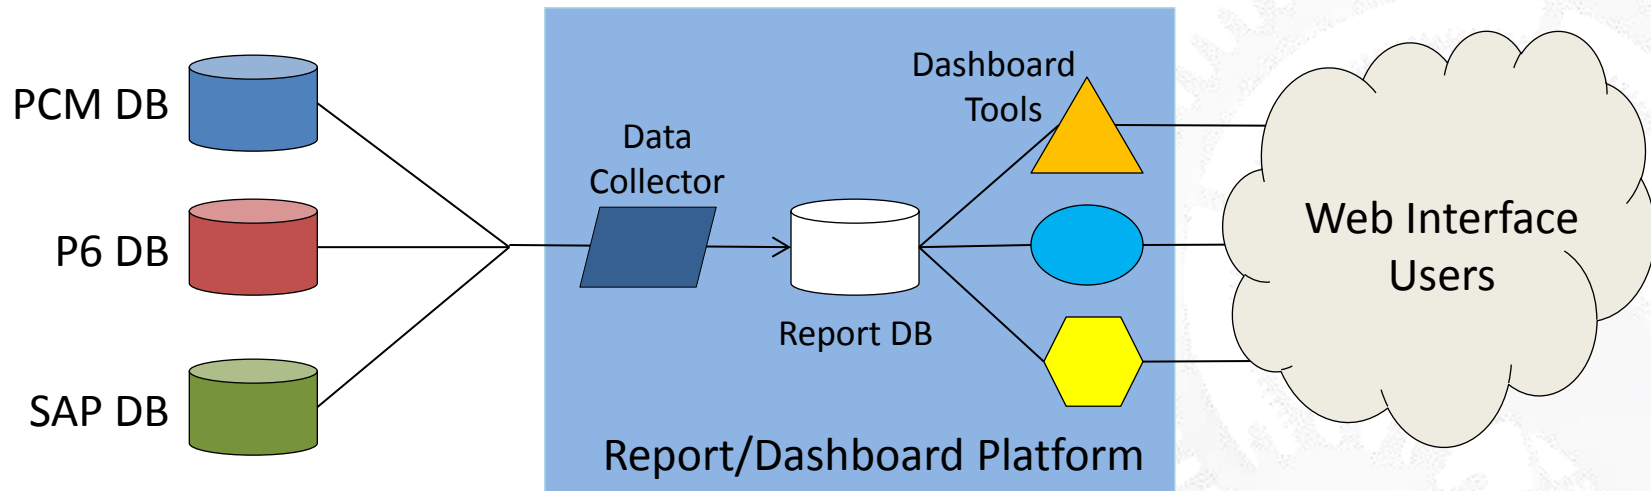 PCM DB
P6 DB
SAP DB
Data
Collector
Report DB
Dashboard
Tools
Report/Dashboard Platform
Web Interface
Users